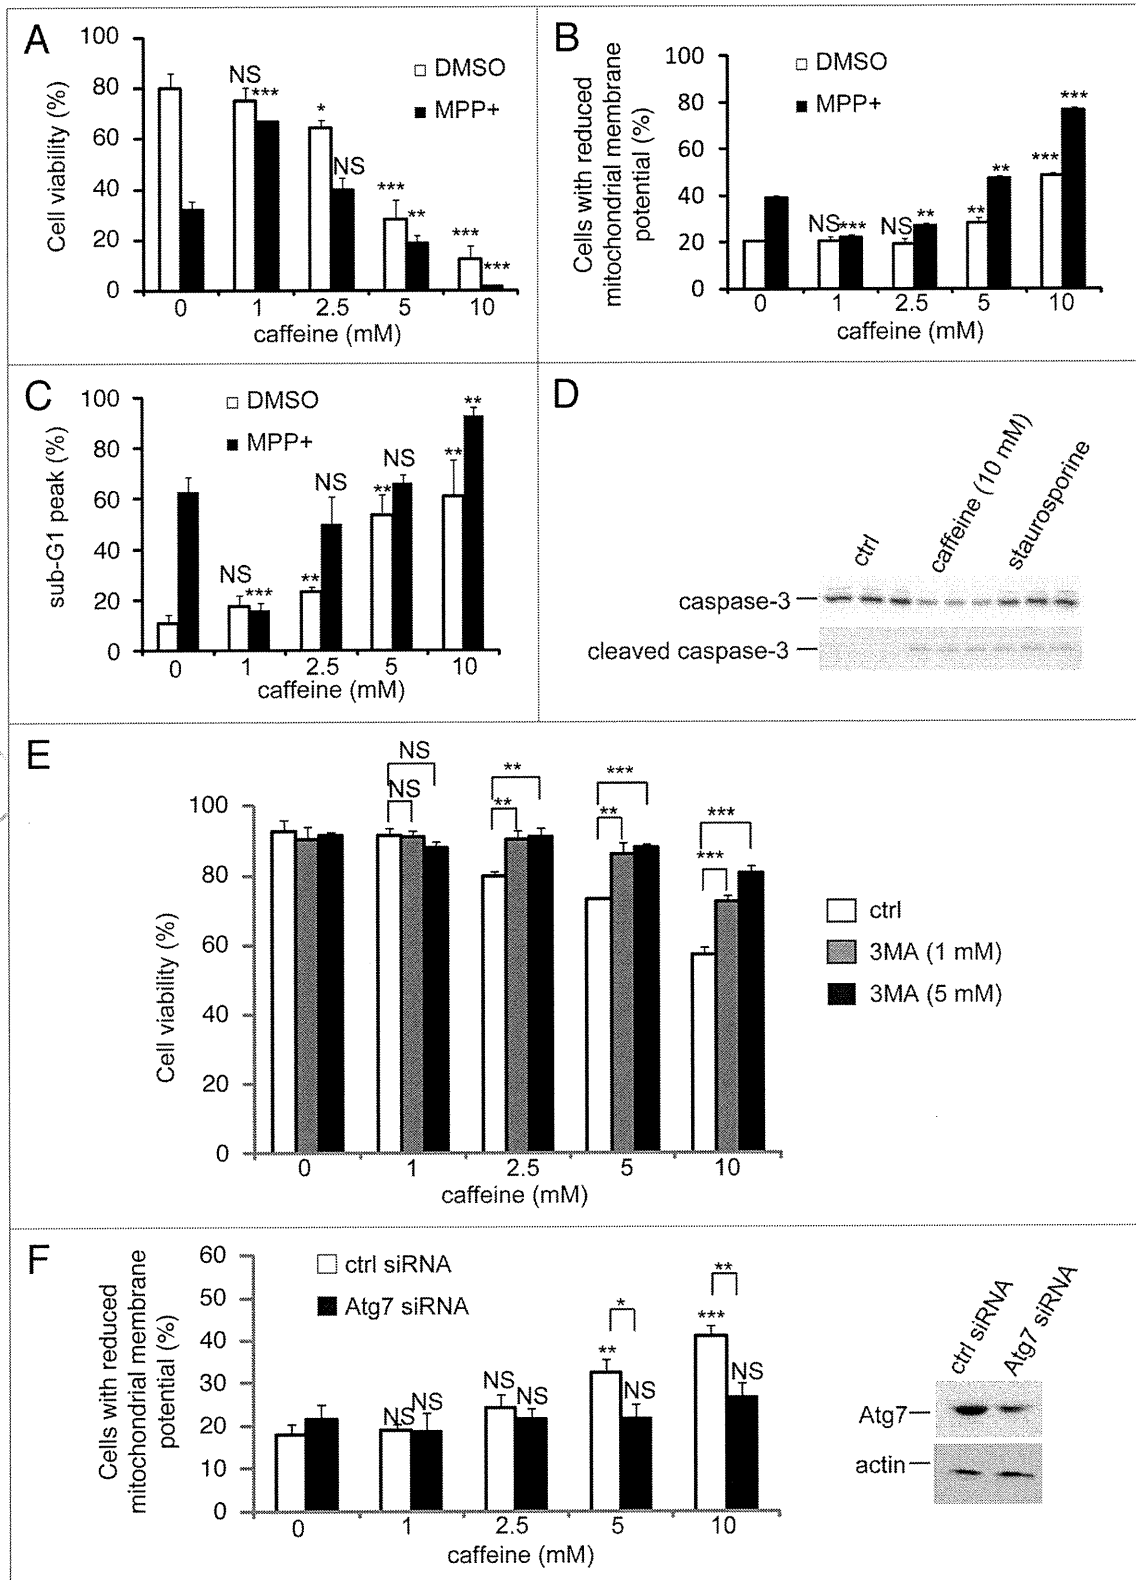 A
Cell viability (%)
100
80
60
40
20
0
DMSO
MPP+
NS
***
*
NS
***
**
***
***
0 1 2.5 5 10
caffeine (mM)
B
Cells with reduced
mitochondrial membrane
potential (%)
100
80
60
40
20
0
DMSO
MPP+
NS
***
NS
**
**
**
***
***
0 1 2.5 5 10
caffeine (mM)
C
sub-G1 peak (%)
100
80
60
40
20
0
DMSO
MPP+
NS
***
**
NS
**
NS
**
**
0 1 2.5 5 10
caffeine (mM)
D
ctrl
caffeine (10 mM)
staurosporine
caspase-3
cleaved caspase-3
E
Cell viability (%)
100
80
60
40
20
0
NS
NS
**
**
***
**
***
***
ctrl
3MA (1 mM)
3MA (5 mM)
0 1 2.5 5 10
caffeine (mM)
F
Cells with reduced
mitochondrial membrane
potential (%)
60
50
40
30
20
10
0
ctrl siRNA
Atg7 siRNA
NS
NS
NS
NS
*
**
NS
**
***
NS
0 1 2.5 5 10
caffeine (mM)
ctrl siRNA
Atg7 siRNA
Atg7
actin